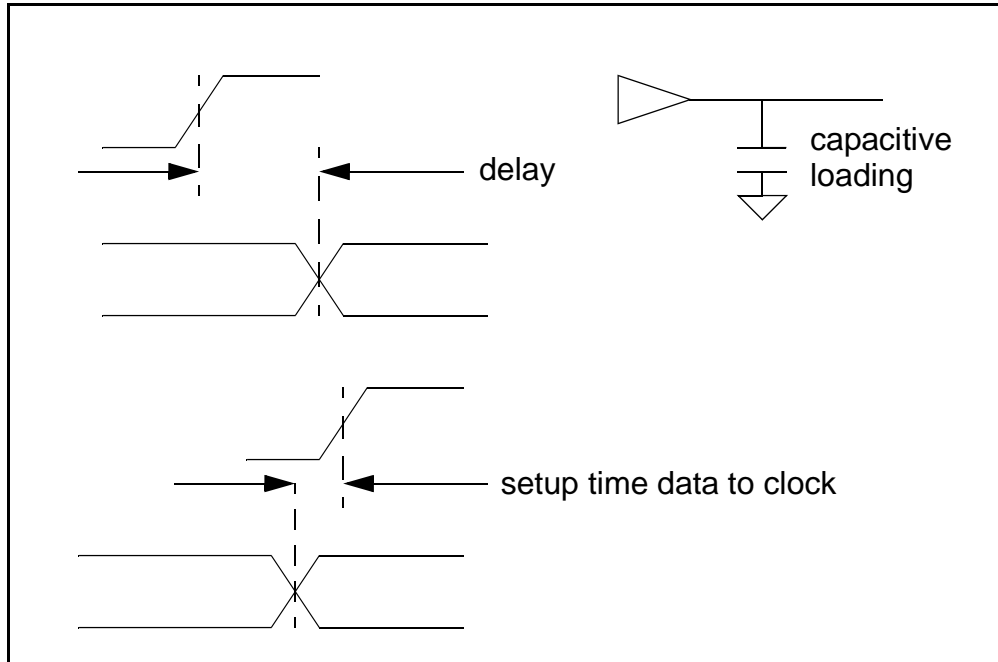 delay
capacitive
loading
setup time data to clock